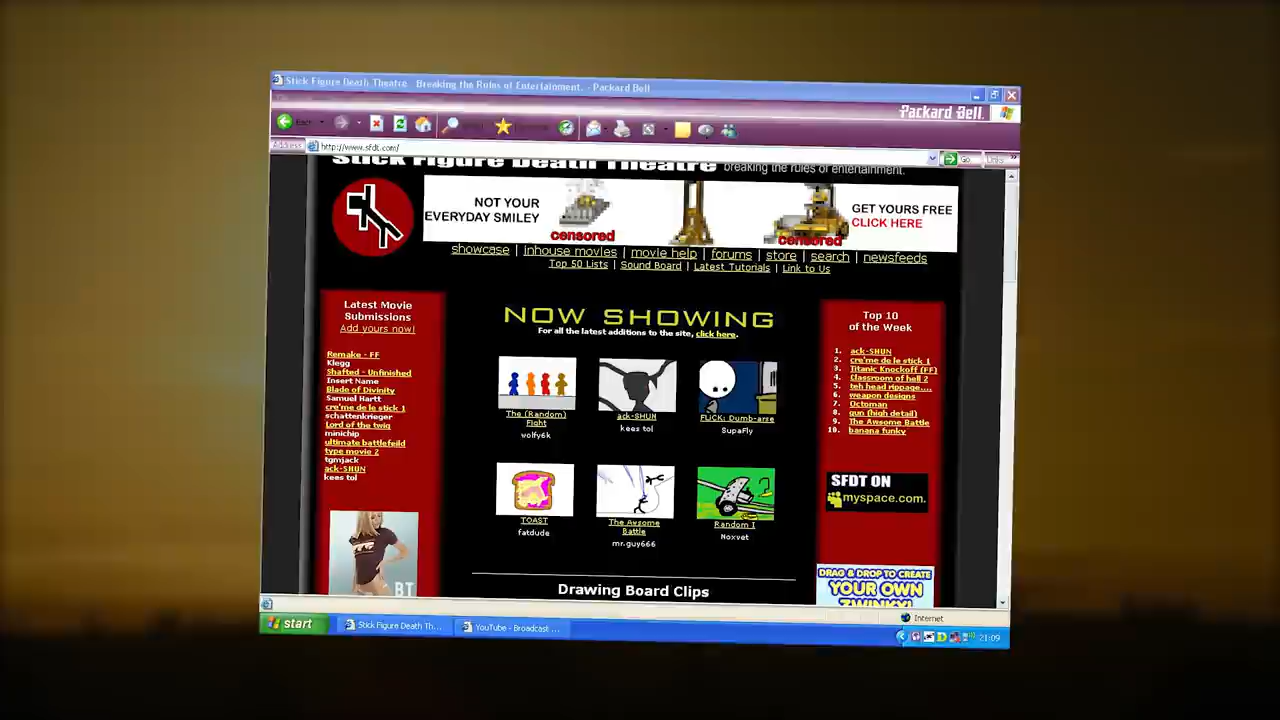 Stick Figure Death Theatre - Breaking the Rules of Entertainment. - Packard Bell
Packard Bell.
Back
Address
http://www.sfdt.com/
Go
Links
Stick Figure Death Theatre breaking the rules of entertainment.
NOT YOUR
EVERYDAY SMILEY
censored
censored
GET YOURS FREE
CLICK HERE
showcase | inhouse movies | movie help | forums | store | search | newsfeeds
Top 50 Lists | Sound Board | Latest Tutorials | Link to Us
Latest Movie
Submissions
Add yours now!
Remake - FF
Klegg
Shafted - Unfinished
Insert Name
Blade of Divinity
Samuel Hartt
cre'me de le stick 1
schattenkrieger
Lord of the twig
minichip
ultimate battlefeild
type movie 2
tgmjack
ack-SHUN
kees tol
BT
NOW SHOWING
For all the latest additions to the site, click here.
The (Random)
Fight
wolfy6k
ack-SHUN
kees tol
FLICK: Dumb-arse
SupaFly
TOAST
fatdude
The Awsome
Battle
mr.guy666
Random I
Noxvet
Drawing Board Clips
Top 10
of the Week
1. ack-SHUN
2. cre'me de le stick 1
3. Titanic Knockoff (FF)
4. Classroom of hell 2
5. teh head rippage....
6. weapon designs
7. Octoman
8. gun (high detail)
9. The Awsome Battle
10. banana funky
SFDT ON
myspace.com.
DRAG & DROP TO CREATE
YOUR OWN
ZWINKY!
Internet
start
Stick Figure Death Th...
YouTube - Broadcast ...
21:09